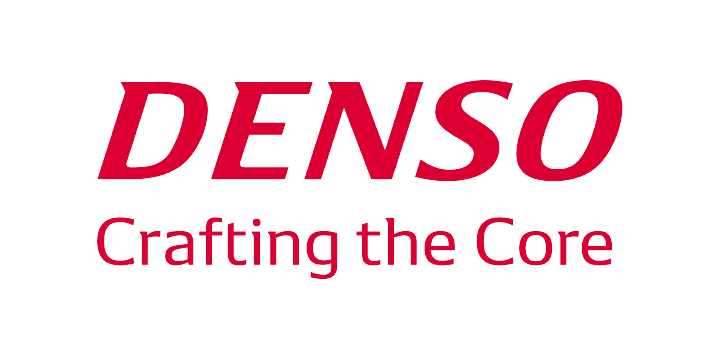 DENSO
Crafting the Core